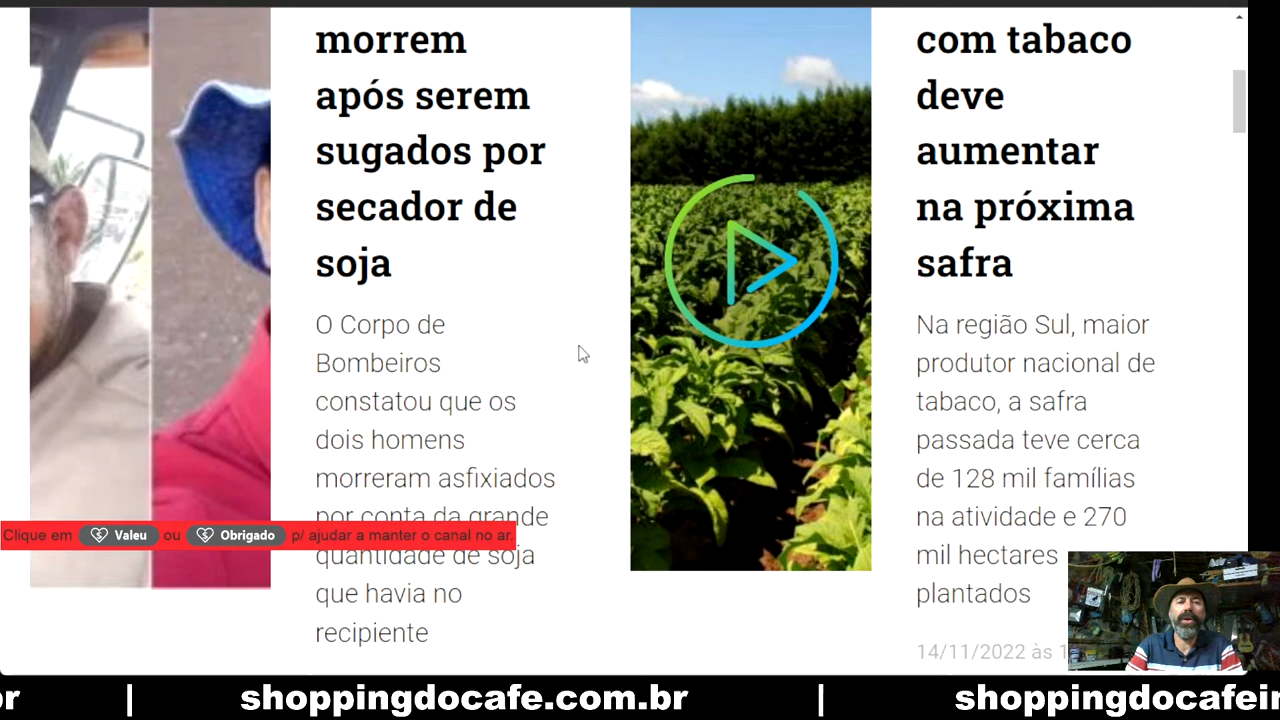 morrem
após serem
sugados por
secador de
soja
O Corpo de
Bombeiros
constatou que os
dois homens
morreram asfixiados
por conta da grande
quantidade de soja
que havia no
recipiente
com tabaco
deve
aumentar
na próxima
safra
Na região Sul, maior
produtor nacional de
tabaco, a safra
passada teve cerca
de 128 mil famílias
na atividade e 270
mil hectares
plantados
14/11/2022 às 1
Clique em Valeu ou Obrigado p/ ajudar a manter o canal no ar.
br | shoppingdocafe.com.br | shoppingdocafeir